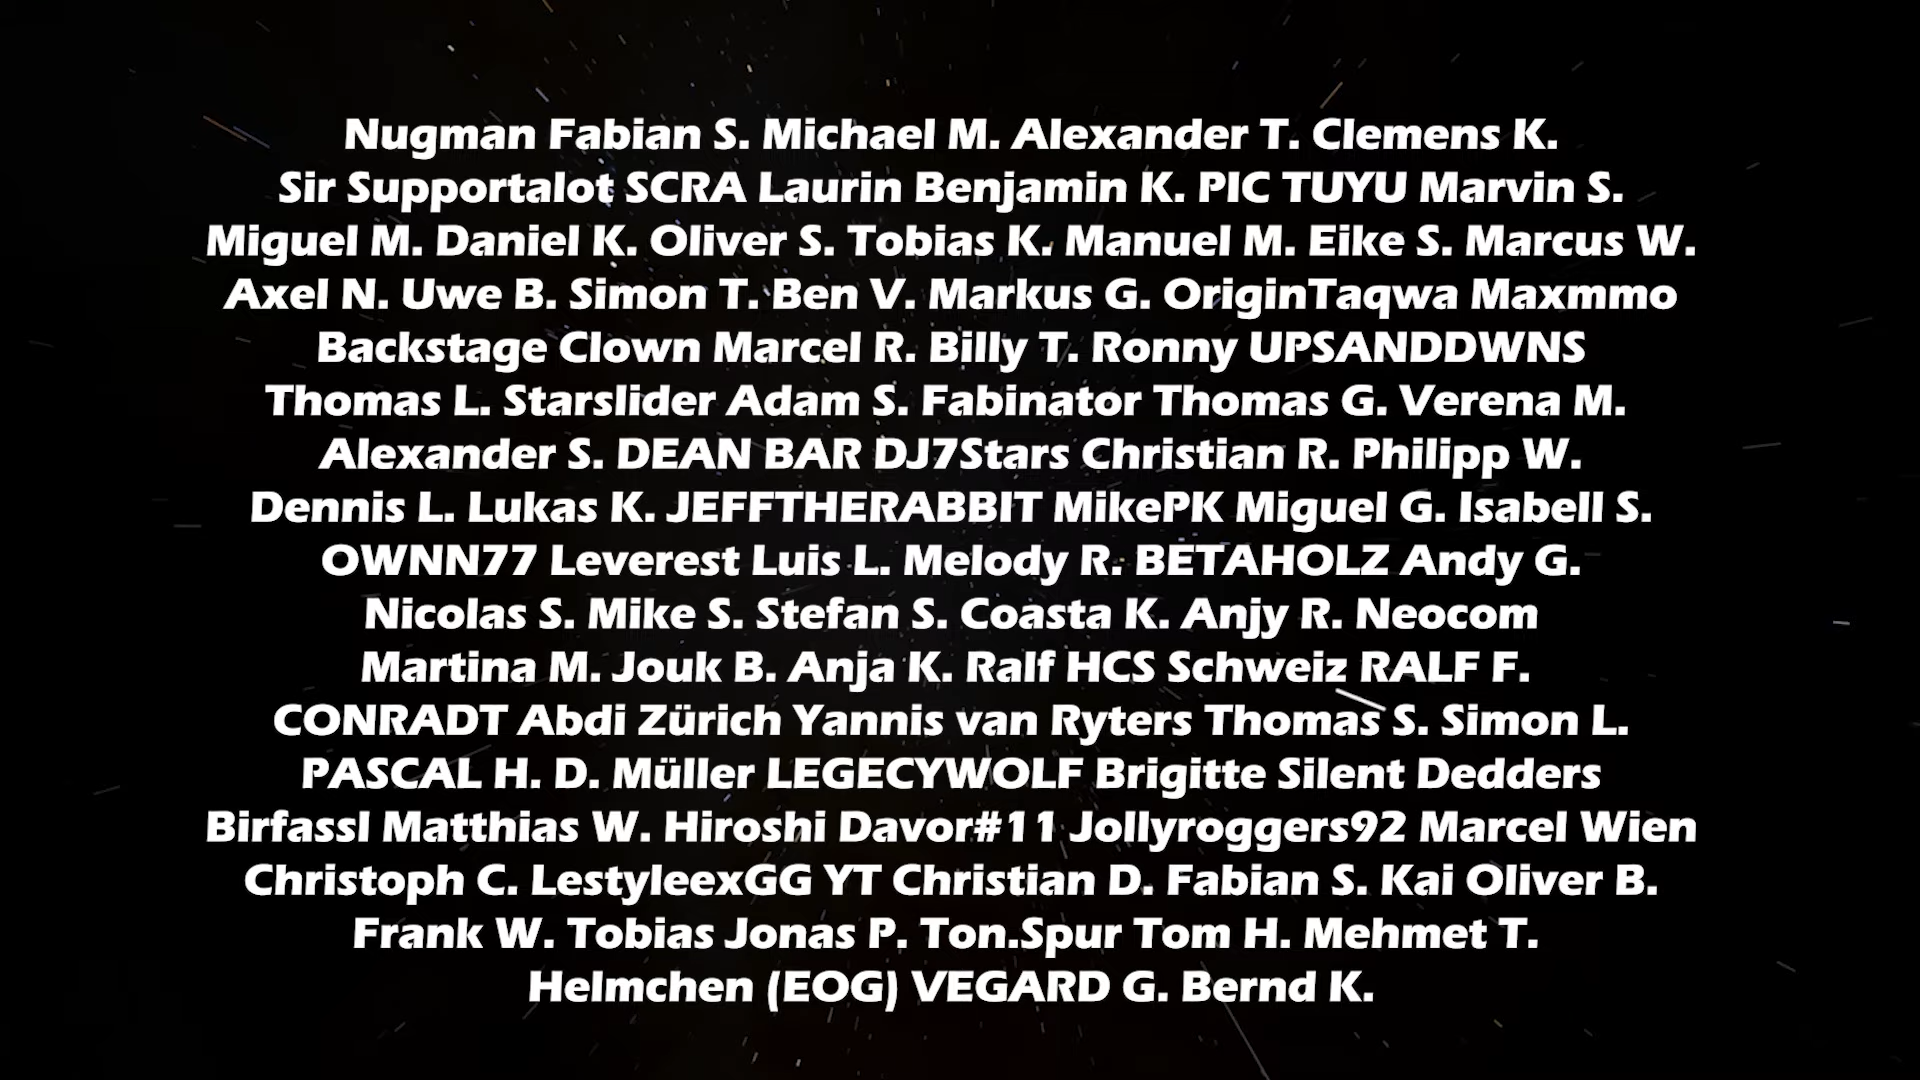 Nugman Fabian S. Michael M. Alexander T. Clemens K.
Sir Supportalot SCRA Laurin Benjamin K. PIC TUYU Marvin S.
Miguel M. Daniel K. Oliver S. Tobias K. Manuel M. Eike S. Marcus W.
Axel N. Uwe B. Simon T. Ben V. Markus G. OriginTaqwa Maxmmo
Backstage Clown Marcel R. Billy T. Ronny UPSANDDWNS
Thomas L. Starslider Adam S. Fabinator Thomas G. Verena M.
Alexander S. DEAN BAR DJ7Stars Christian R. Philipp W.
Dennis L. Lukas K. JEFFTHERABBIT MikePK Miguel G. Isabell S.
OWNN77 Leverest Luis L. Melody R. BETAHOLZ Andy G.
Nicolas S. Mike S. Stefan S. Coasta K. Anjy R. Neocom
Martina M. Jouk B. Anja K. Ralf HCS Schweiz RALF F.
CONRADT Abdi Zürich Yannis van Ryters Thomas S. Simon L.
PASCAL H. D. Müller LEGECYWOLF Brigitte Silent Dedders
Birfassl Matthias W. Hiroshi Davor#11 Jollyroggers92 Marcel Wien
Christoph C. LestyleexGG YT Christian D. Fabian S. Kai Oliver B.
Frank W. Tobias Jonas P. Ton.Spur Tom H. Mehmet T.
Helmchen (EOG) VEGARD G. Bernd K.